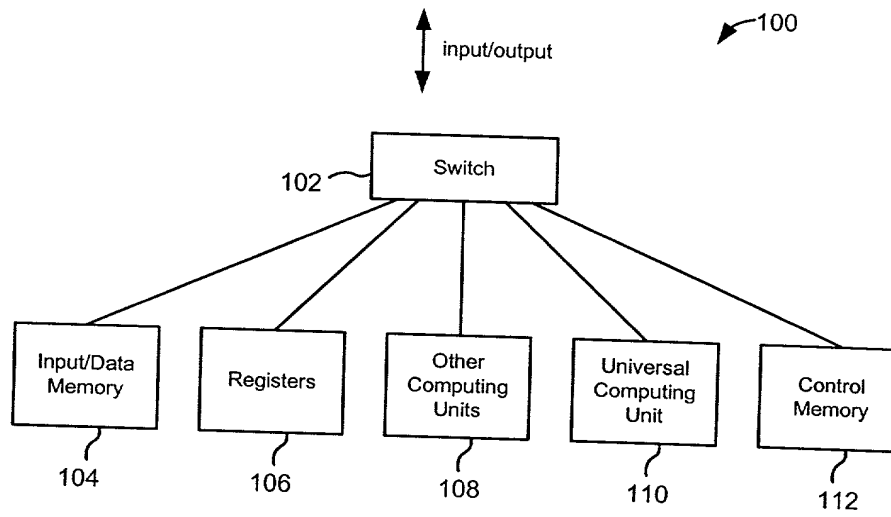 100
input/output
Switch
102
Input/Data
Memory
Registers
Other
Computing
Units
Universal
Computing
Unit
Control
Memory
104
106
108
110
112